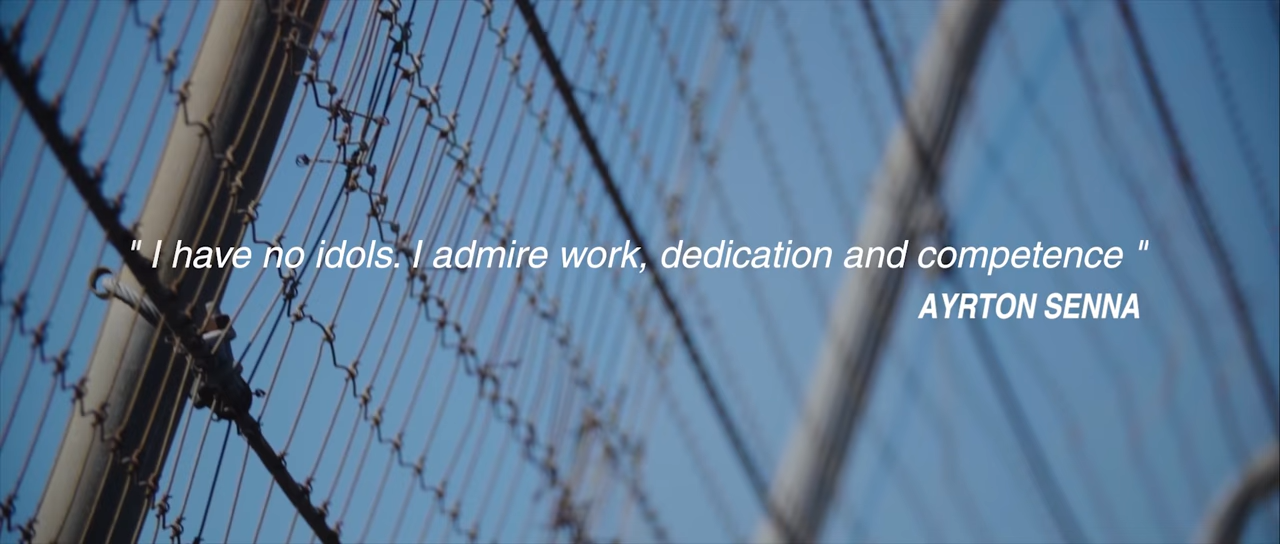 " I have no idols. I admire work, dedication and competence "
AYRTON SENNA